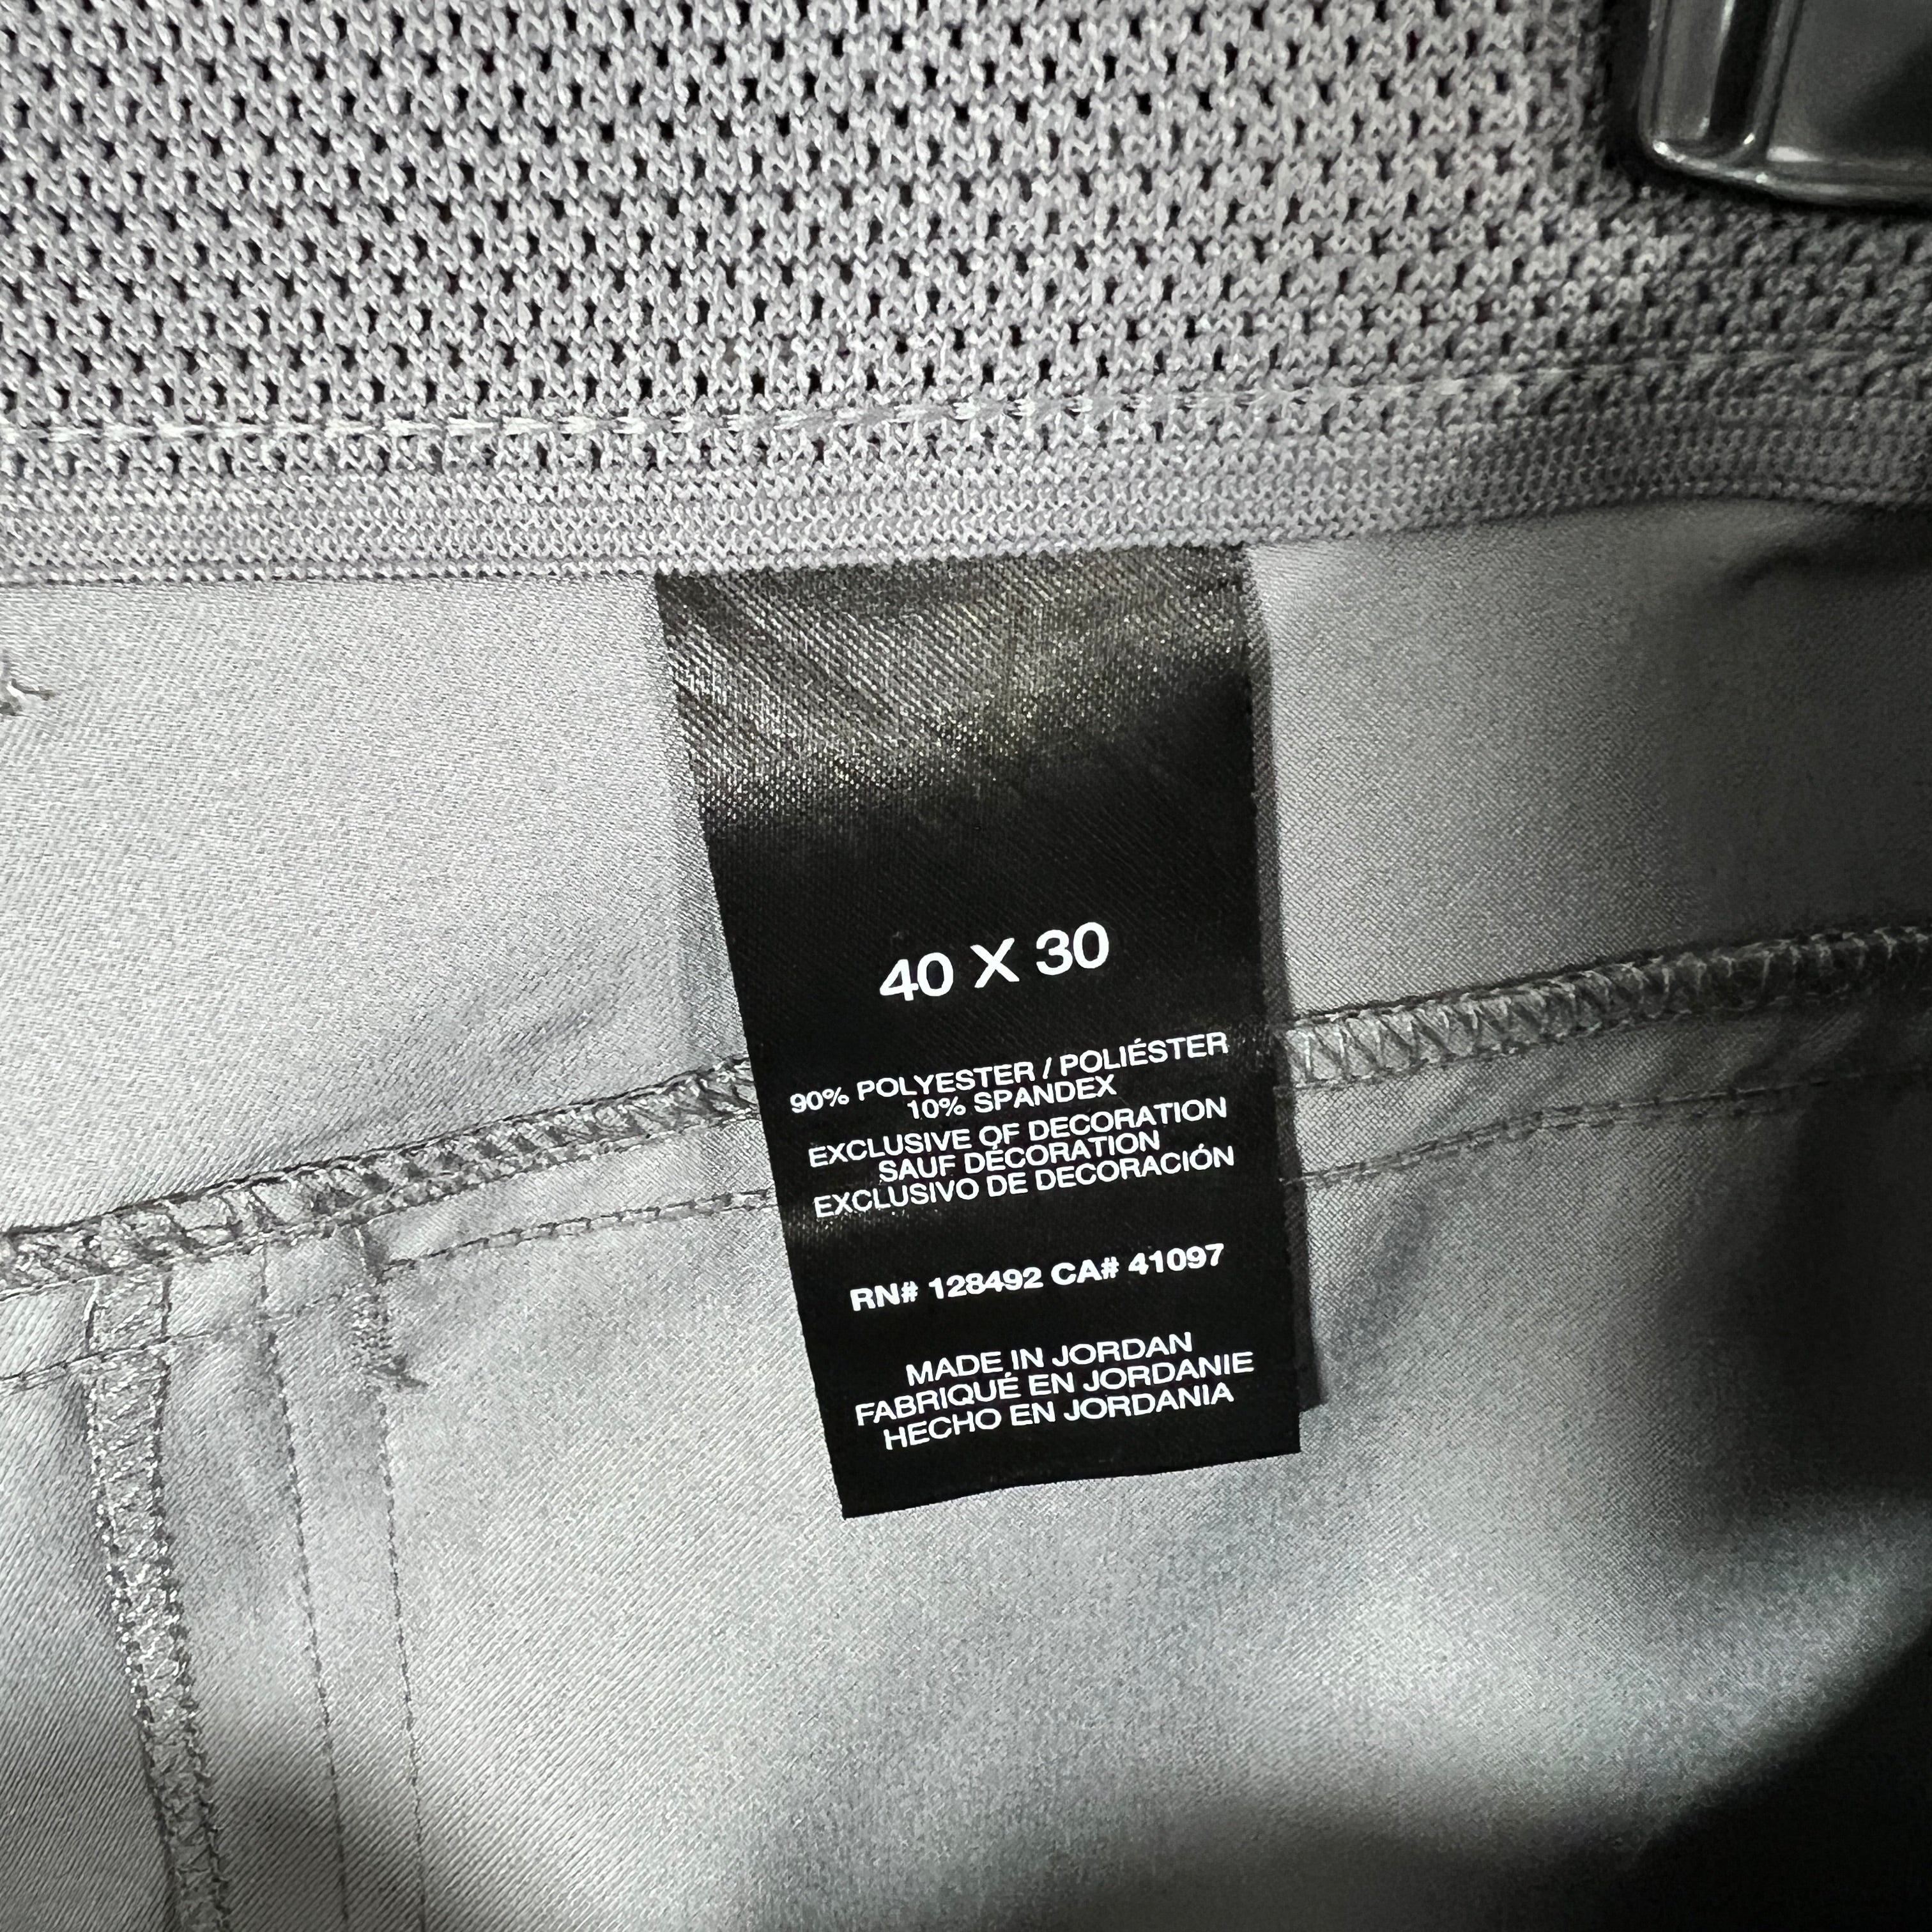 40 X 30
90% POLYESTER / POLIÉSTER
10% SPANDEX
EXCLUSIVE OF DECORATION
SAUF DÉCORATION
EXCLUSIVO DE DECORACIÓN
RN# 128492 CA# 41097
MADE IN JORDAN
FABRIQUÉ EN JORDANIE
HECHO EN JORDANIA